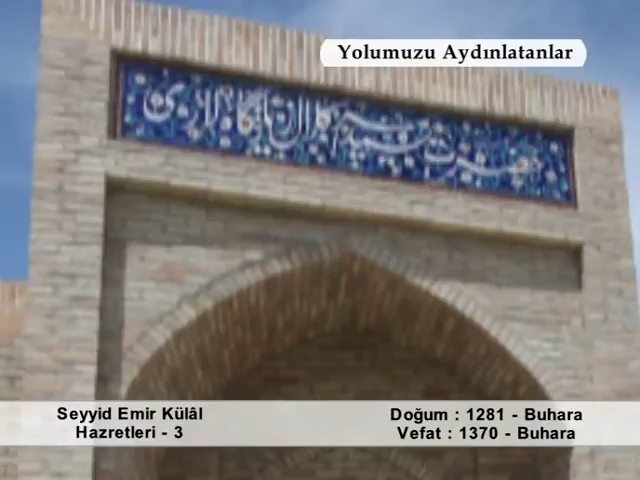 Yolumuzu Aydınlatanlar
Seyyid Emir Külâl
Hazretleri - 3
Doğum : 1281 - Buhara
Vefat : 1370 - Buhara